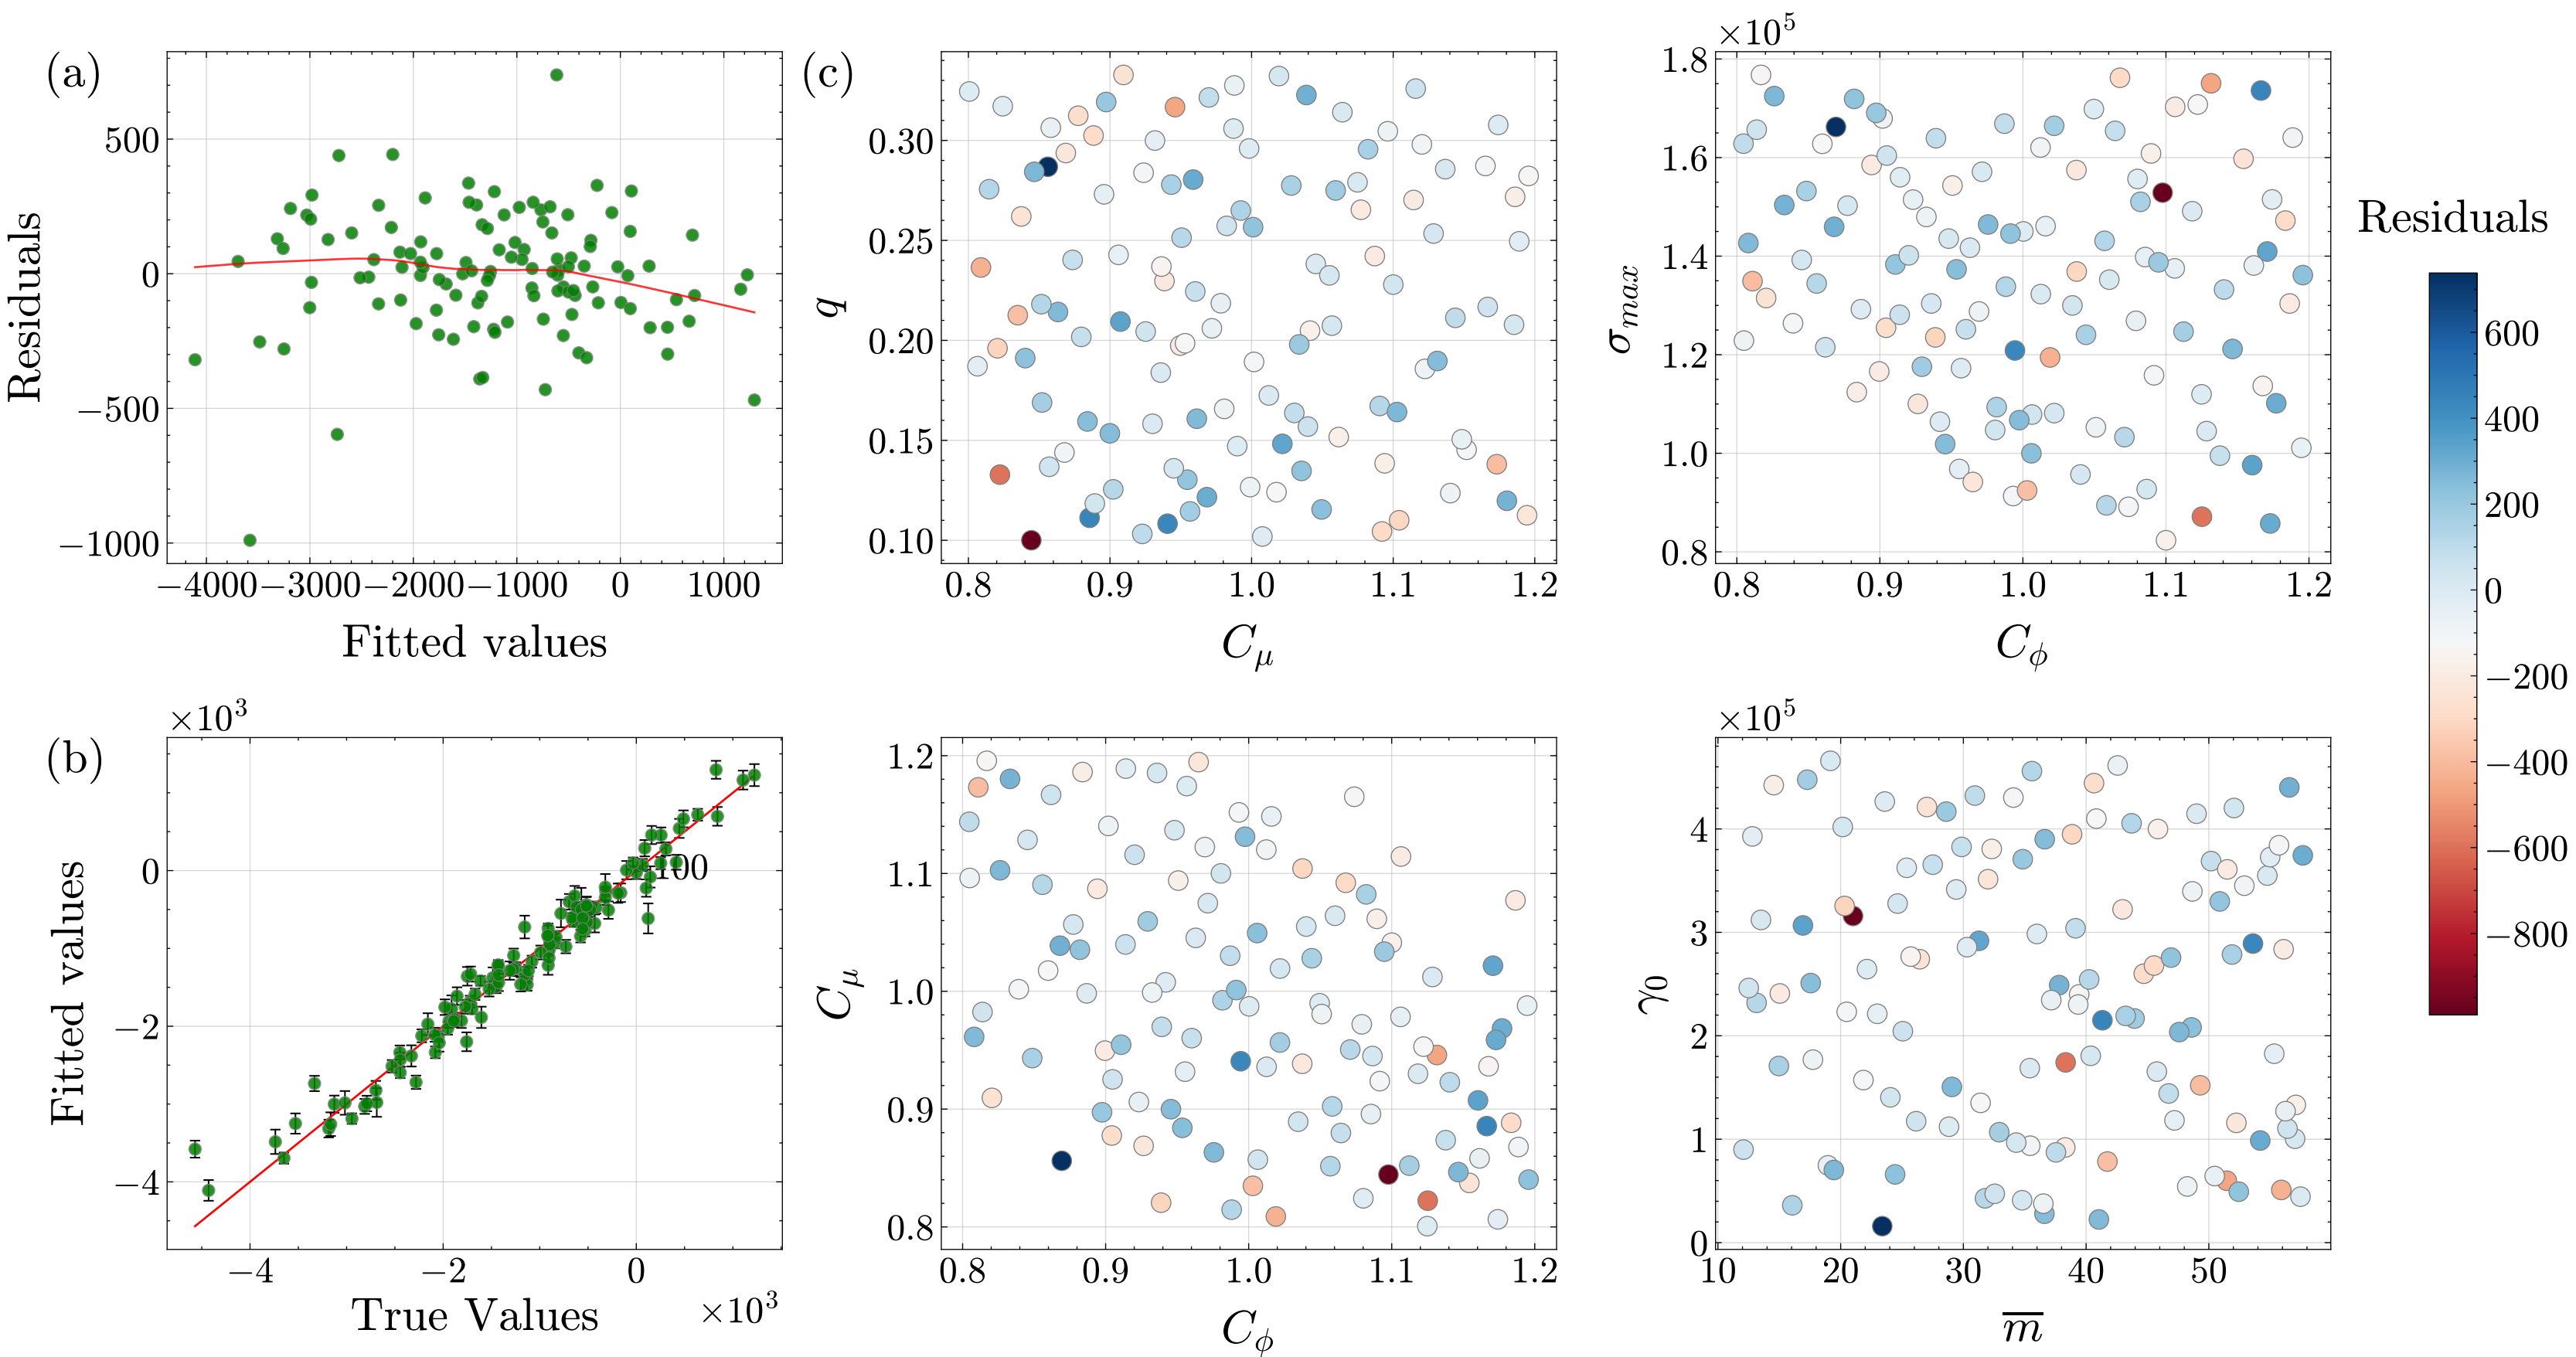 (a)
Residuals
500
0
−500
−1000
−4000 −3000 −2000 −1000 0 1000
Fitted values
(c)
q
0.30
0.25
0.20
0.15
0.10
0.8 0.9 1.0 1.1 1.2
C_μ
×10⁵
σ_max
1.8
1.6
1.4
1.2
1.0
0.8
0.8 0.9 1.0 1.1 1.2
C_ϕ
Residuals
600
400
200
0
−200
−400
−600
−800
(b)
×10³
Fitted values
0
−2
−4
100
−4 −2 0
True Values
×10³
C_μ
1.2
1.1
1.0
0.9
0.8
0.8 0.9 1.0 1.1 1.2
C_ϕ
×10⁵
γ₀
4
3
2
1
0
10 20 30 40 50
m̅